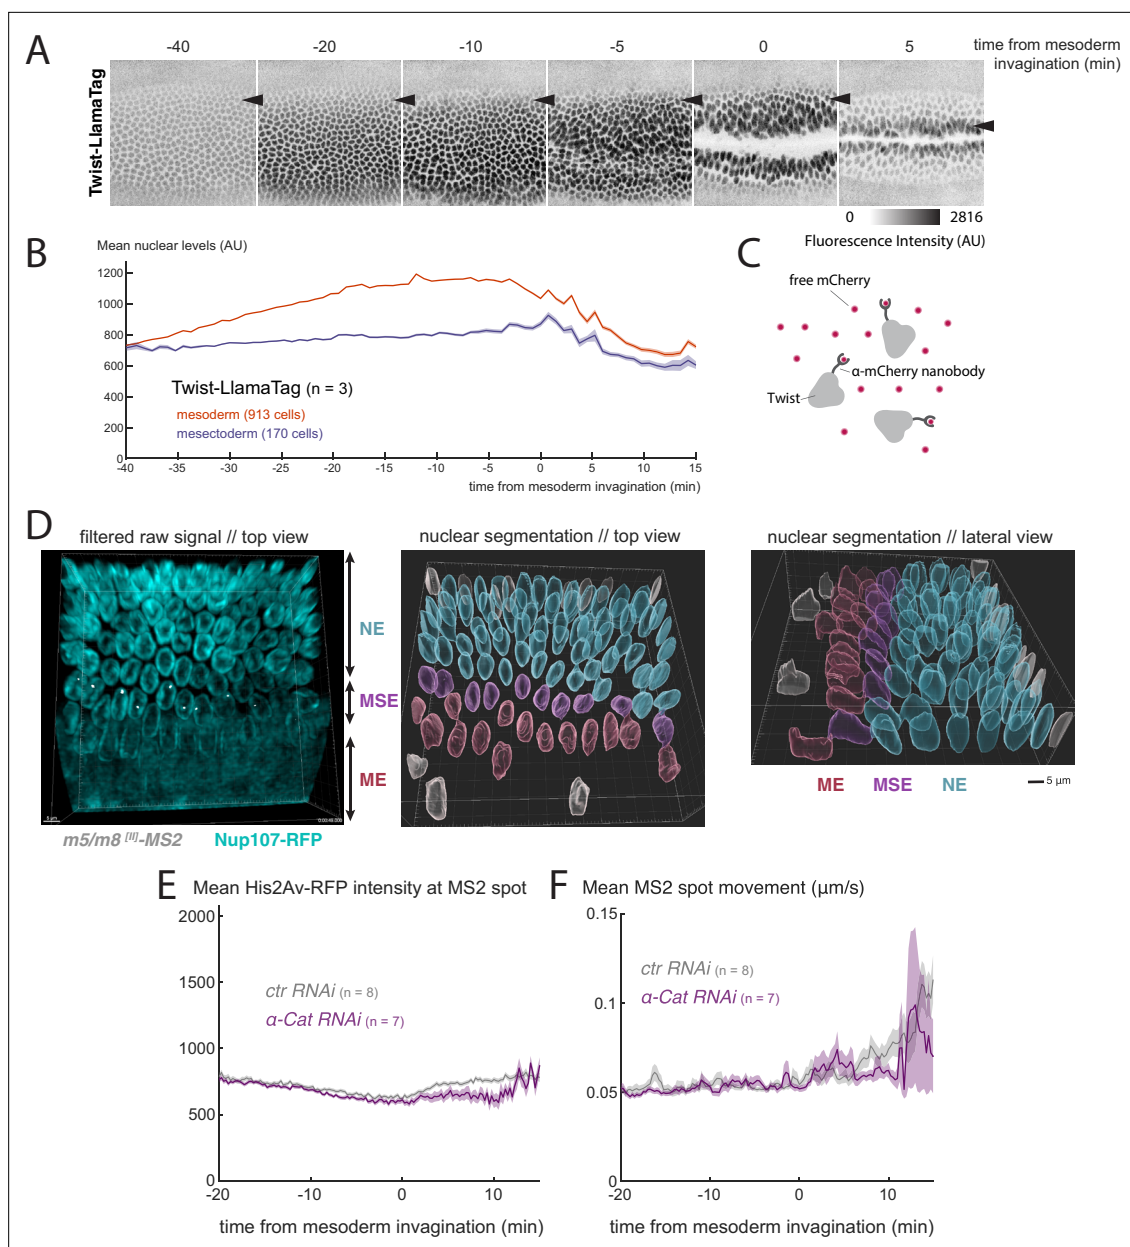 A
-40 -20 -10 -5 0 5 time from mesoderm
invagination (min)
Twist-LlamaTag
0 2816
Fluorescence Intensity (AU)
B
Mean nuclear levels (AU)
1200
1000
800
600
400
200
0
-40 -35 -30 -25 -20 -15 -10 -5 0 5 10 15
time from mesoderm invagination (min)
Twist-LlamaTag (n = 3)
mesoderm (913 cells)
mesectoderm (170 cells)
C
free mCherry
α-mCherry nanobody
Twist
D
filtered raw signal // top view
nuclear segmentation // top view
nuclear segmentation // lateral view
NE
MSE
ME
5 µm
m5/m8 [II]-MS2 Nup107-RFP
ME MSE NE 5 µm
E Mean His2Av-RFP intensity at MS2 spot
2000
1500
1000
500
0
-20 -10 0 10
time from mesoderm invagination (min)
ctr RNAi (n = 8)
α-Cat RNAi (n = 7)
F Mean MS2 spot movement (µm/s)
0.15
0.1
0.05
0
-20 -10 0 10
time from mesoderm invagination (min)
ctr RNAi (n = 8)
α-Cat RNAi (n = 7)